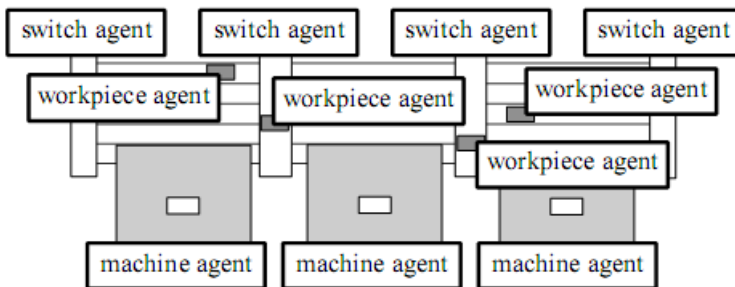 switch agent switch agent switch agent switch agent
workpiece agent workpiece agent workpiece agent
workpiece agent
machine agent machine agent machine agent